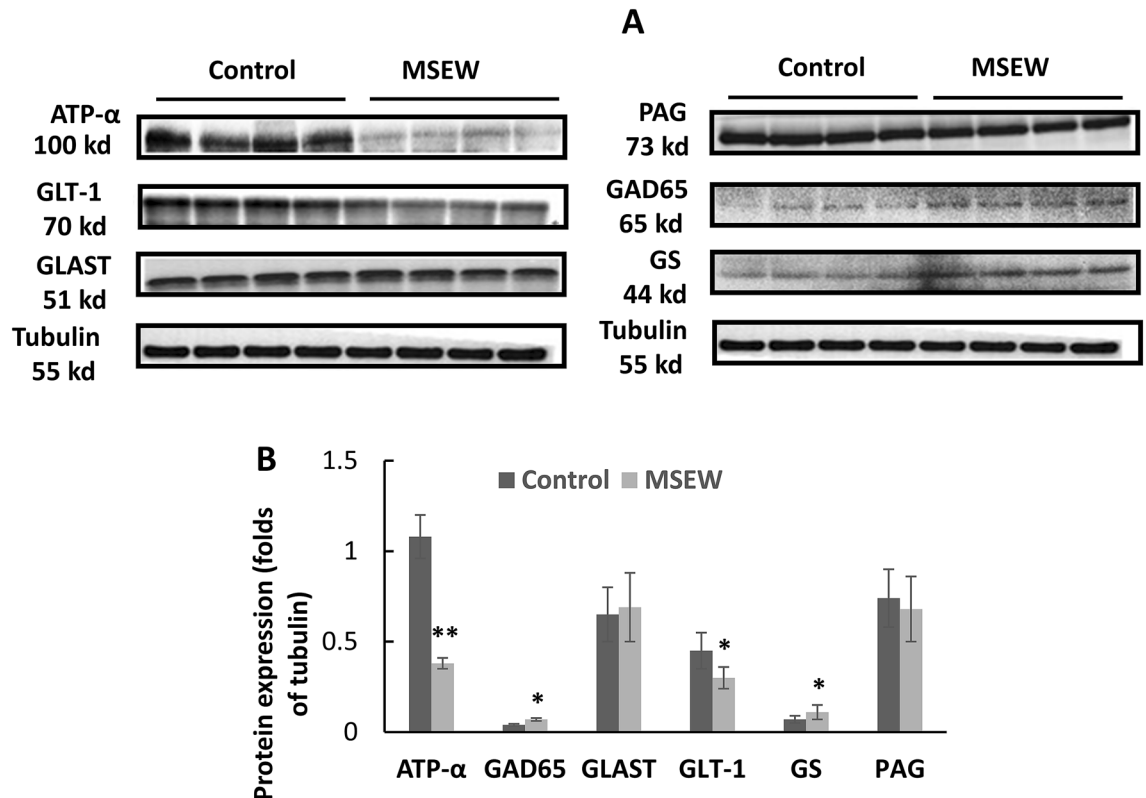 A
Control MSEW
ATP-α
100 kd
GLT-1
70 kd
GLAST
51 kd
Tubulin
55 kd
Control MSEW
PAG
73 kd
GAD65
65 kd
GS
44 kd
Tubulin
55 kd
B
Protein expression (folds
of tubulin)
1.5
1
0.5
0
Control MSEW
**
*
*
*
ATP-α GAD65 GLAST GLT-1 GS PAG